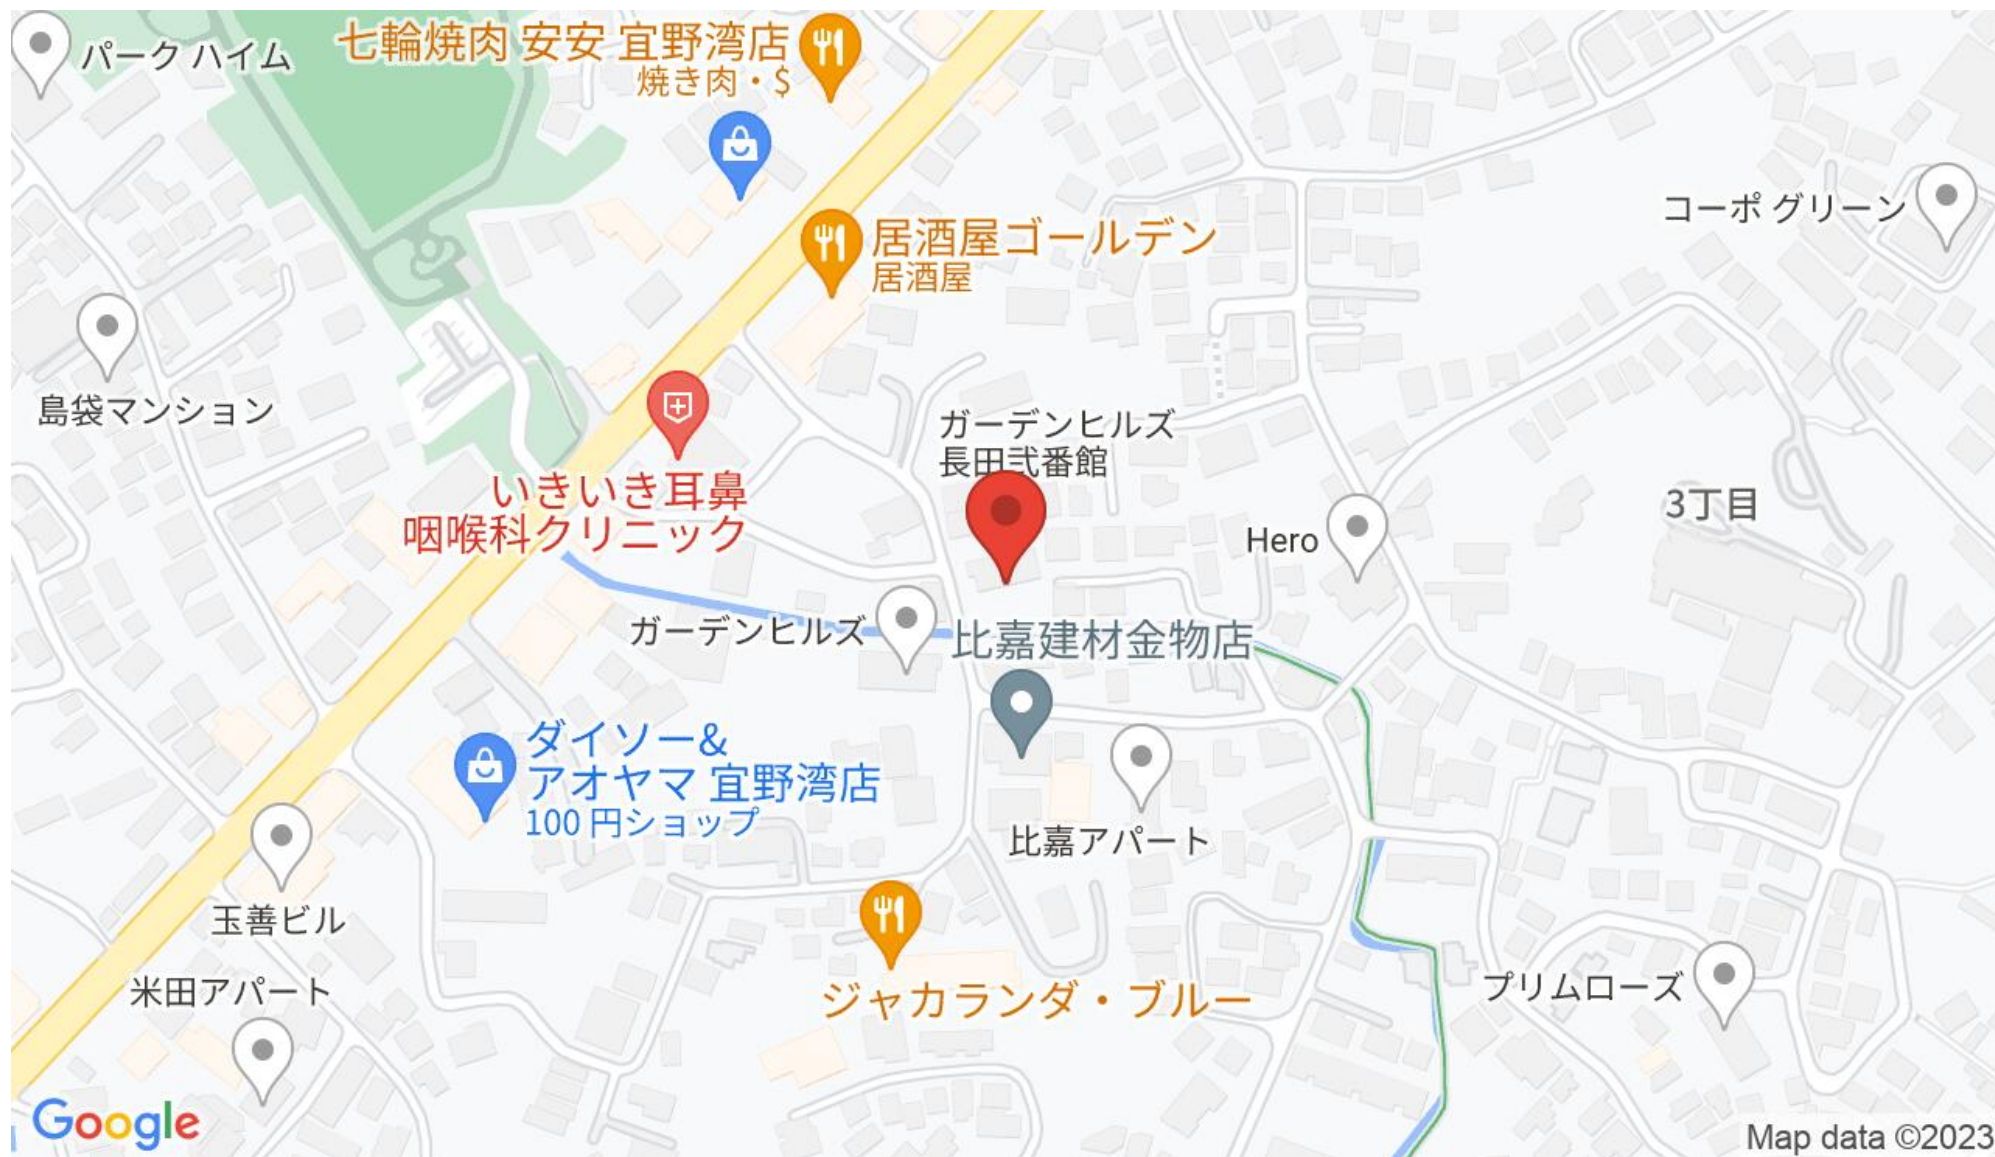 パーク ハイム
七輪焼肉 安安 宜野湾店
焼き肉・$
居酒屋ゴールデン
居酒屋
コーポ グリーン
島袋マンション
ガーデンヒルズ
長田弐番館
いきいき耳鼻
咽喉科クリニック
3丁目
Hero
ガーデンヒルズ
比嘉建材金物店
ダイソー&
アオヤマ 宜野湾店
100 円ショップ
比嘉アパート
玉善ビル
米田アパート
ジャカランダ・ブルー
プリムローズ
Google
Map data ©2023